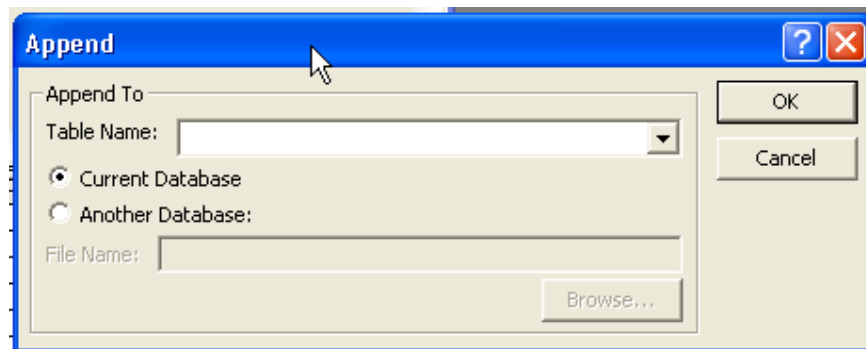 Append
?
Append To
OK
Table Name:
Cancel
Current Database
Another Database:
File Name:
Browse...